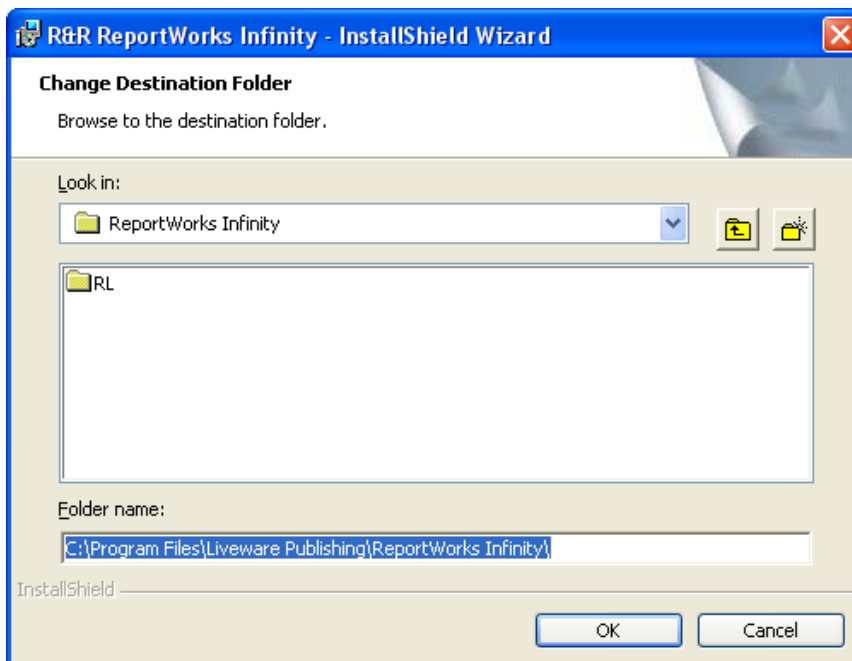 R&R ReportWorks Infinity - InstallShield Wizard
Change Destination Folder
Browse to the destination folder.
Look in:
ReportWorks Infinity
RL
Folder name:
C:\Program Files\Liveware Publishing\ReportWorks Infinity\
InstallShield
OK
Cancel